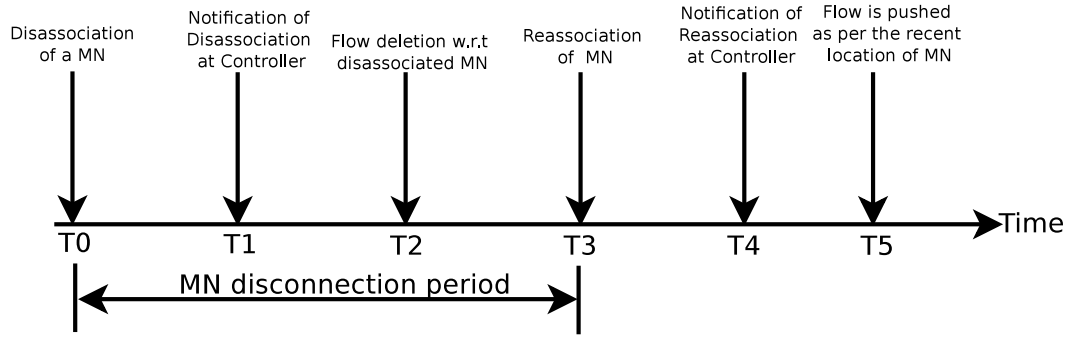 Disassociation
of a MN
Notification of
Disassociation
at Controller
Flow deletion w.r.t
disassociated MN
Reassociation
of MN
Notification of
Reassociation
at Controller
Flow is pushed
as per the recent
location of MN
Time
T0
T1
T2
T3
T4
T5
MN disconnection period